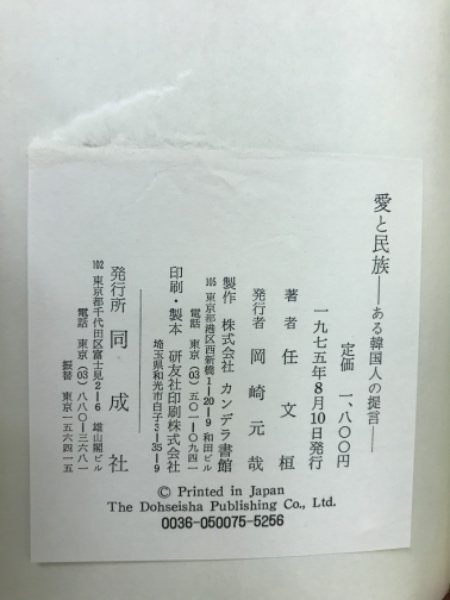 愛と民族──ある韓国人の提言──
定価 一、八〇〇円
一九七五年8月10日発行
著者 任文桓
発行者 岡崎元哉
製作 株式会社 カンデラ書館
105 東京都港区西新橋1―20―9 和田ビル
電話 東京(03)五〇一―〇九四一
印刷・製本 研友社印刷株式会社
埼玉県和光市白子3―35―9
発行所 同成社
102 東京都千代田区富士見2―6 雄山閣ビル
電話 東京(03)八八〇―三六八一
振替 東京一五六四一五
© Printed in Japan
The Dohseisha Publishing Co., Ltd.
0036-050075-5256